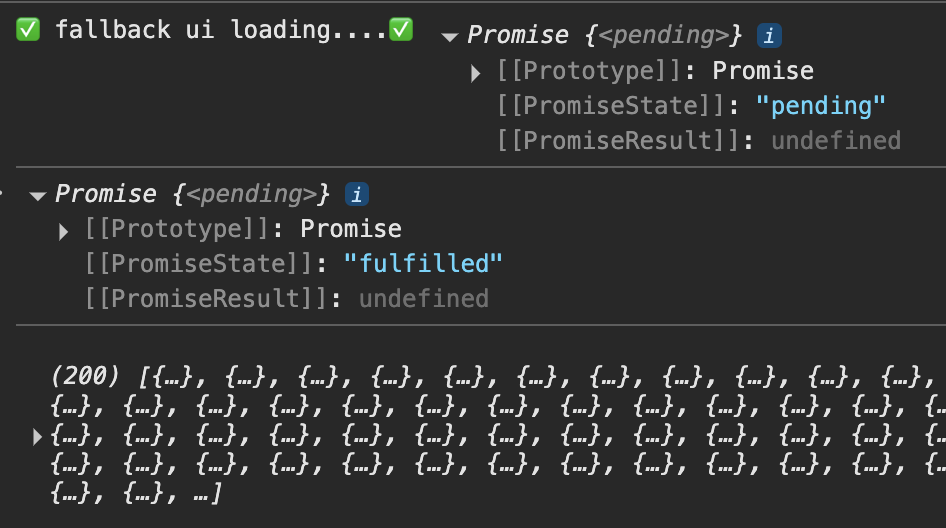 ✅ fallback ui loading....✅ ▼ Promise {<pending>} i
▶ [[Prototype]]: Promise
[[PromiseState]]: "pending"
[[PromiseResult]]: undefined
▼ Promise {<pending>} i
▶ [[Prototype]]: Promise
[[PromiseState]]: "fulfilled"
[[PromiseResult]]: undefined
(200) [{…}, {…}, {…}, {…}, {…}, {…}, {…}, {…}, {…}, {…}, {…},
{…}, {…}, {…}, {…}, {…}, {…}, {…}, {…}, {…}, {…}, {…}, {…}, {…
▶ {…}, {…}, {…}, {…}, {…}, {…}, {…}, {…}, {…}, {…}, {…}, {…}, {…
{…}, {…}, {…}, {…}, {…}, {…}, {…}, {…}, {…}, {…}, {…}, {…}, {…
{…}, {…}, …]